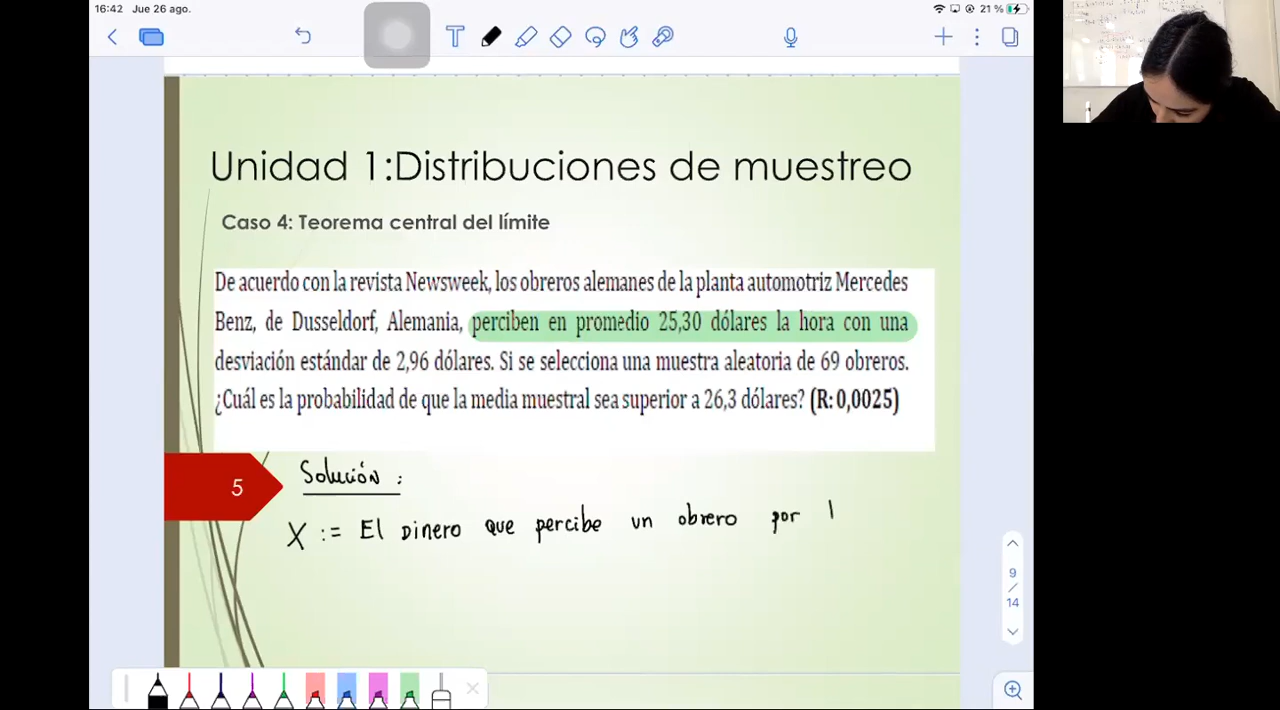 16:42 Jue 26 ago.
21 %
Unidad 1:Distribuciones de muestreo
Caso 4: Teorema central del límite
De acuerdo con la revista Newsweek, los obreros alemanes de la planta automotriz Mercedes
Benz, de Dusseldorf, Alemania, perciben en promedio 25,30 dólares la hora con una
desviación estándar de 2,96 dólares. Si se selecciona una muestra aleatoria de 69 obreros.
¿Cuál es la probabilidad de que la media muestral sea superior a 26,3 dólares? (R: 0,0025)
5
Solución :
X := El Dinero que percibe un obrero por
9
/
14